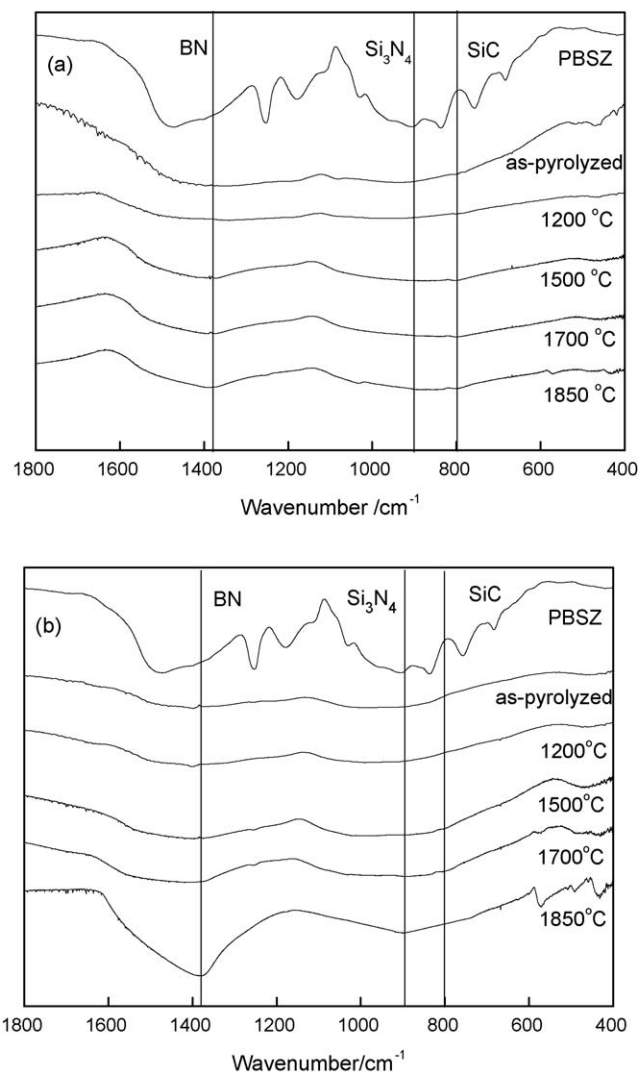 (a)
BN
Si₃N₄
SiC
PBSZ
as-pyrolyzed
1200 °C
1500 °C
1700 °C
1850 °C
1800 1600 1400 1200 1000 800 600 400
Wavenumber /cm⁻¹
(b)
BN
Si₃N₄
SiC
PBSZ
as-pyrolyzed
1200°C
1500°C
1700°C
1850°C
1800 1600 1400 1200 1000 800 600 400
Wavenumber/cm⁻¹